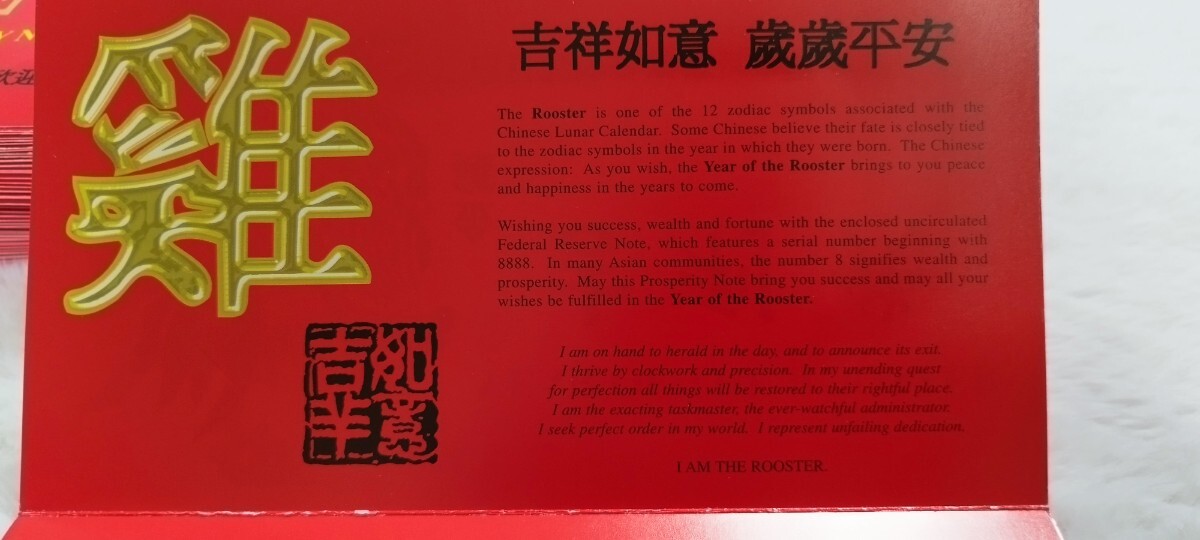 雞
吉祥如意 歲歲平安
The Rooster is one of the 12 zodiac symbols associated with the
Chinese Lunar Calendar. Some Chinese believe their fate is closely tied
to the zodiac symbols in the year in which they were born. The Chinese
expression: As you wish, the Year of the Rooster brings to you peace
and happiness in the years to come.
Wishing you success, wealth and fortune with the enclosed uncirculated
Federal Reserve Note, which features a serial number beginning with
8888. In many Asian communities, the number 8 signifies wealth and
prosperity. May this Prosperity Note bring you success and may all your
wishes be fulfilled in the Year of the Rooster.
I am on hand to herald in the day, and to announce its exit.
I thrive by clockwork and precision. In my unending quest
for perfection all things will be restored to their rightful place.
I am the exacting taskmaster, the ever-watchful administrator.
I seek perfect order in my world. I represent unfailing dedication.
I AM THE ROOSTER.
吉羊
如意